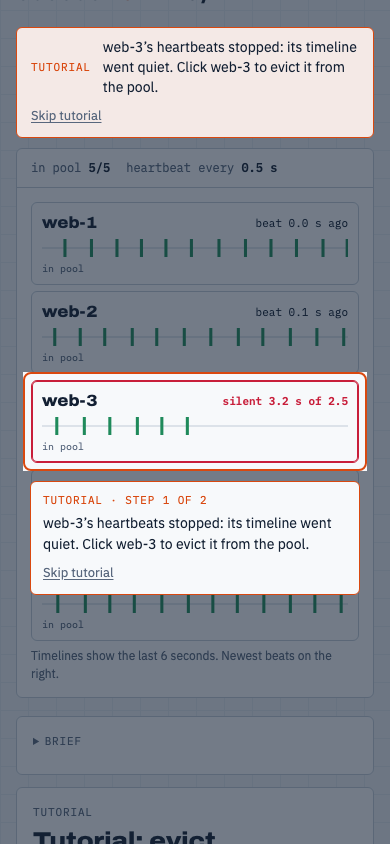 TUTORIAL
web-3’s heartbeats stopped: its timeline
went quiet. Click web-3 to evict it from
the pool.
Skip tutorial
in pool 5/5 heartbeat every 0.5 s
web-1
beat 0.0 s ago
in pool
web-2
beat 0.1 s ago
in pool
web-3
silent 3.2 s of 2.5
in pool
TUTORIAL · STEP 1 OF 2
web-3’s heartbeats stopped: its timeline went
quiet. Click web-3 to evict it from the pool.
Skip tutorial
in pool
Timelines show the last 6 seconds. Newest beats on the
right.
▶ BRIEF
TUTORIAL
Tutorial: evict